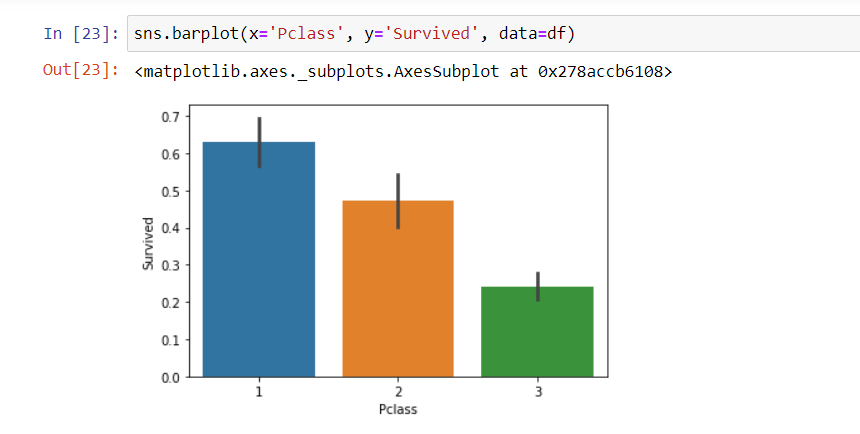 In [23]: sns.barplot(x='Pclass', y='Survived', data=df)
Out[23]: <matplotlib.axes._subplots.AxesSubplot at 0x278accb6108>
0.7
0.6
0.5
0.4
0.3
0.2
0.1
0.0
Survived
1 2 3
Pclass